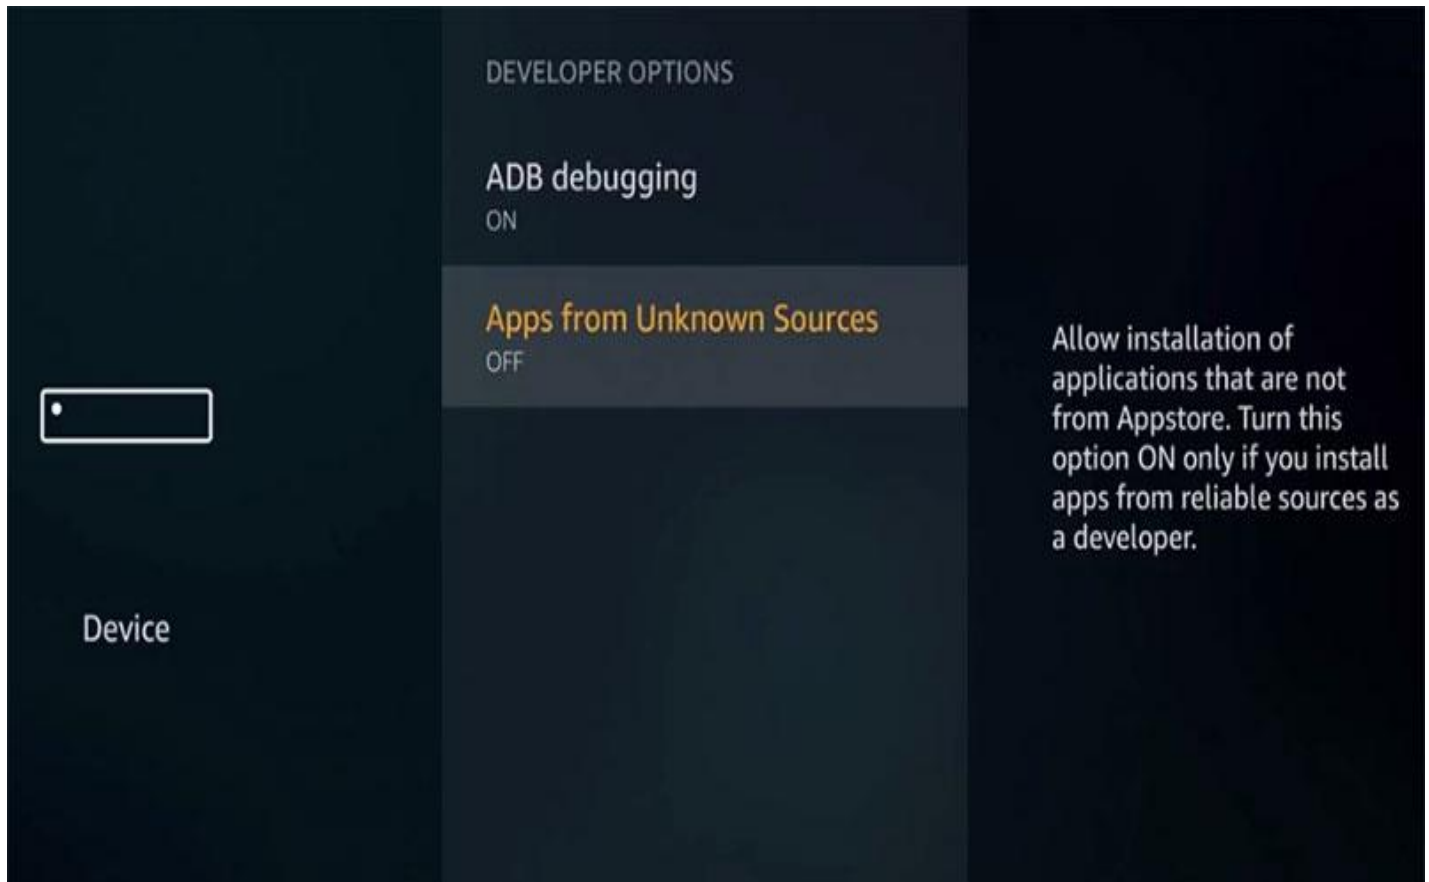 DEVELOPER OPTIONS
ADB debugging
ON
Apps from Unknown Sources
OFF
Device
Allow installation of
applications that are not
from Appstore. Turn this
option ON only if you install
apps from reliable sources as
a developer.